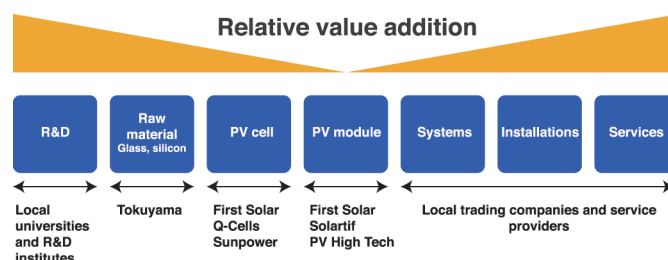 Relative value addition
R&D
Raw
material
Glass, silicon
PV cell
PV module
Systems
Installations
Services
Local
universities
and R&D
institutes
Tokuyama
First Solar
Q-Cells
Sunpower
First Solar
Solartif
PV High Tech
Local trading companies and service
providers